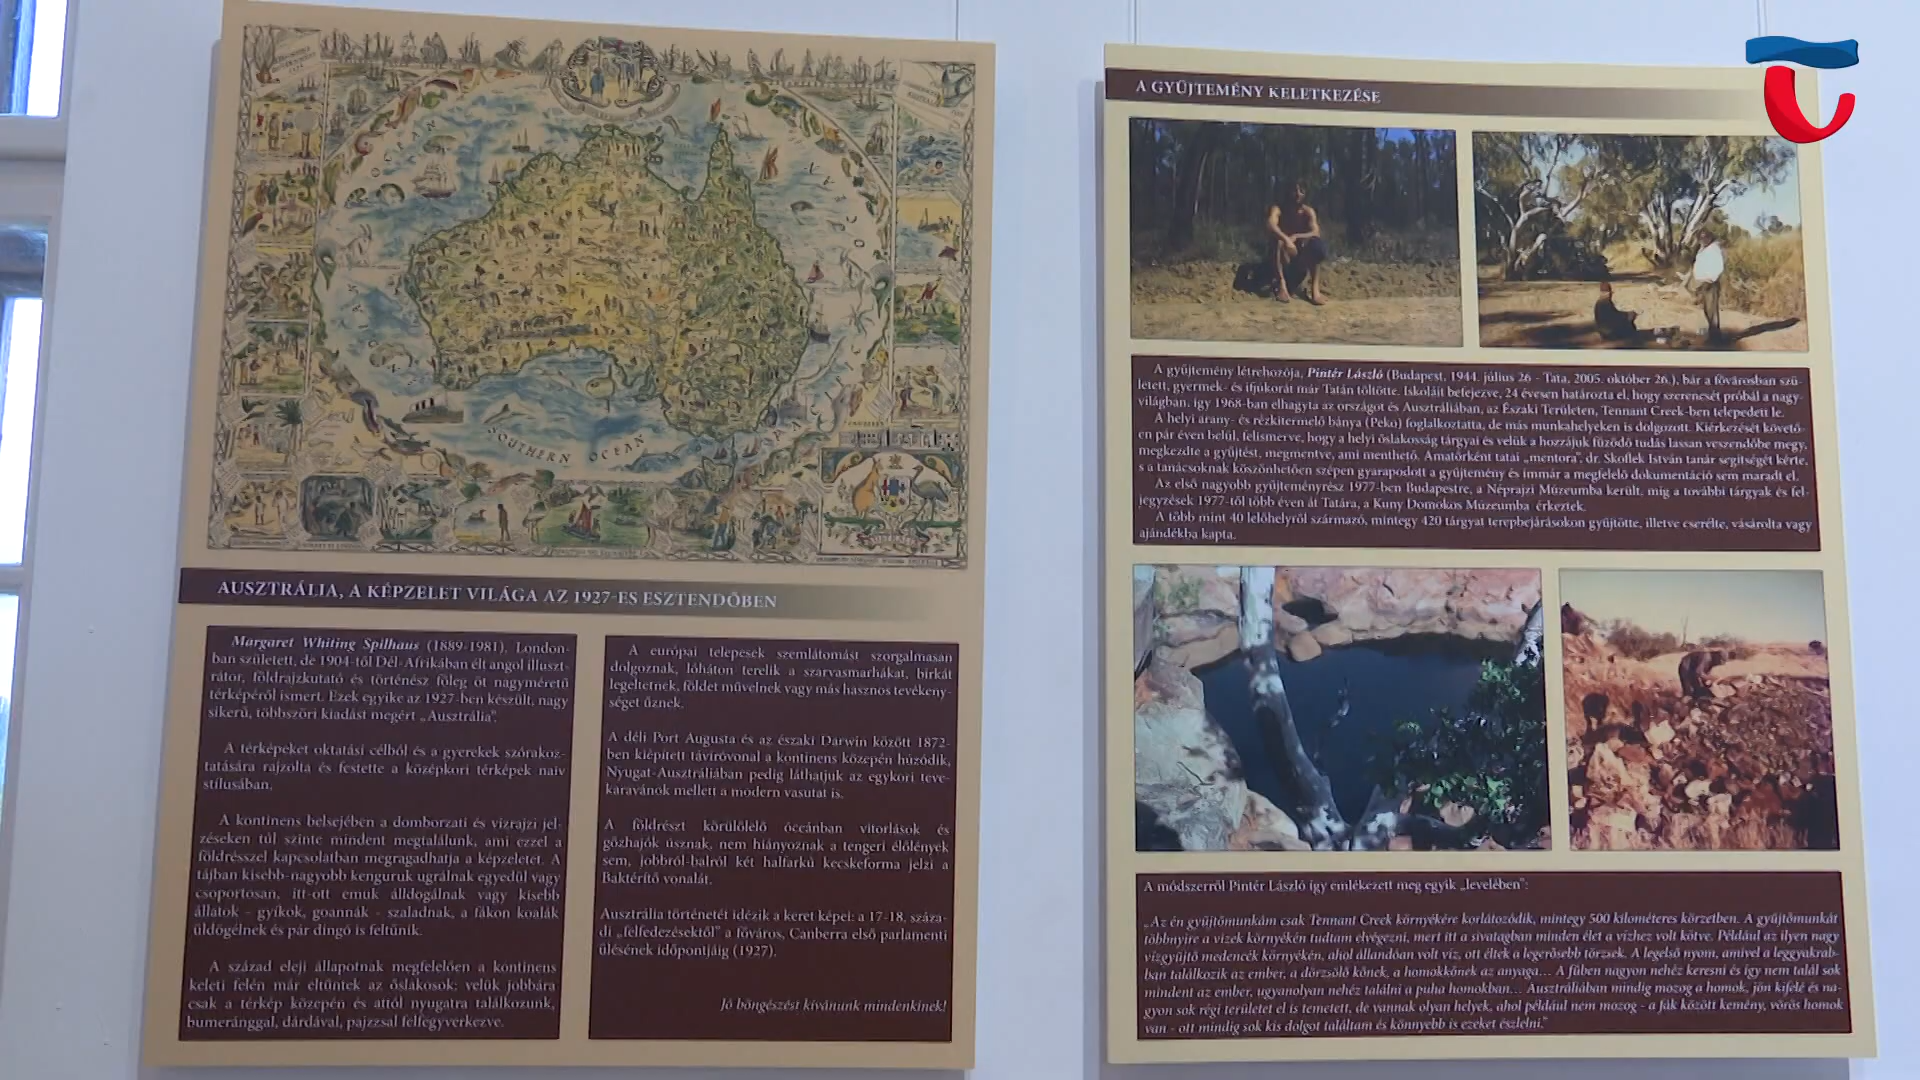 OCEAN
SOUTHERN OCEAN
PACIFIC
AUSTRALIA
AUSZTRÁLIA, A KÉPZELET VILÁGA AZ 1927-ES ESZTENDŐBEN
Margaret Whiting Spilhaus (1889-1981), London-
ban született, de 1904-től Dél-Afrikában élt angol illuszt-
rátor, földrajzkutató és történész főleg öt nagyméretű
térképéről ismert. Ezek egyike az 1927-ben készült, nagy
sikerű, többszöri kiadást megért „Ausztrália”.
A térképeket oktatási célból és a gyerekek szórakoz-
tatására rajzolta és festette a középkori térképek naiv
stílusában.
A kontinens belsejében a domborzati és vízrajzi jel-
zéseken túl szinte mindent megtalálunk, ami ezzel a
földrésszel kapcsolatban megragadhatja a képzeletet. A
tájban kisebb-nagyobb kenguruk ugrálnak egyedül vagy
csoportosan, itt-ott emuk álldogálnak vagy kisebb
állatok - gyíkok, goannák - szaladnak, a fákon koalák
üldögélnek és pár dingó is feltűnik.
A század eleji állapotnak megfelelően a kontinens
keleti felén már eltűntek az őslakosok; velük jobbára
csak a térkép közepén és attól nyugatra találkozunk,
bumeránggal, dárdával, pajzzsal felfegyverkezve.
A európai telepesek szemlátomást szorgalmasan
dolgoznak, lóháton terelik a szarvasmarhákat, birkát
legeltetnek, földet művelnek vagy más hasznos tevékeny-
séget űznek.
A déli Port Augusta és az északi Darwin között 1872-
ben kiépített távíróvonal a kontinens közepén húzódik,
Nyugat-Ausztráliában pedig láthatjuk az egykori teve-
karavánok mellett a modern vasutat is.
A földrészt körülölelő óceánban vitorlások és
gőzhajók úsznak, nem hiányoznak a tengeri élőlények
sem, jobbról-balról két halfarkú kecskeforma jelzi a
Baktérítő vonalát.
Ausztrália történetét idézik a keret képei: a 17-18. száza-
di „felfedezésektől” a főváros, Canberra első parlamenti
ülésének időpontjáig (1927).
Jó böngészést kívánunk mindenkinek!
A GYŰJTEMÉNY KELETKEZÉSE
A gyűjtemény létrehozója, Pintér László (Budapest, 1944. július 26 - Tata, 2005. október 26.), bár a fővárosban szü-
letett, gyermek- és ifjúkorát már Tatán töltötte. Iskoláit befejezve, 24 évesen határozta el, hogy szerencsét próbál a nagy-
világban, így 1968-ban elhagyta az országot és Ausztráliában, az Északi Területen, Tennant Creek-ben telepedett le.
A helyi arany- és rézkitermelő bánya (Peko) foglalkoztatta, de más munkahelyeken is dolgozott. Kiérkezését követő-
en pár éven belül, felismerve, hogy a helyi őslakosság tárgyai és velük a hozzájuk fűződő tudás lassan veszendőbe megy,
megkezdte a gyűjtést, megmentve, ami menthető. Amatőrként tatai „mentora”, dr. Skoflek István tanár segítségét kérte,
s a tanácsoknak köszönhetően szépen gyarapodott a gyűjtemény és immár a megfelelő dokumentáció sem maradt el.
Az első nagyobb gyűjteményrész 1977-ben Budapestre, a Néprajzi Múzeumba került, míg a további tárgyak és fel-
jegyzések 1977-től több éven át Tatára, a Kuny Domokos Múzeumba érkeztek.
A több mint 40 lelőhelyről származó, mintegy 420 tárgyat terepbejárásokon gyűjtötte, illetve cserélte, vásárolta vagy
ajándékba kapta.
A módszerről Pintér László így emlékezett meg egyik „levelében”:
„Az én gyűjtőmunkám csak Tennant Creek környékére korlátozódik, mintegy 500 kilométeres körzetben. A gyűjtőmunkát
többnyire a vizek környékén tudtam elvégezni, mert itt a sivatagban minden élet a vízhez volt kötve. Például az ilyen nagy
vízgyűjtő medencék környékén, ahol állandóan volt víz, ott éltek a legerősebb törzsek. A legelső nyom, amivel a leggyakrab-
ban találkozik az ember, a dörzsölő kőnek, a homokkőnek az anyaga... A fűben nagyon nehéz keresni és így nem talál sok
mindent az ember, ugyanolyan nehéz találni a puha homokban... Ausztráliában mindig mozog a homok, jön kifelé és na-
gyon sok régi területet el is temetett, de vannak olyan helyek, ahol például nem mozog - a fák között kemény, vörös homok
van - ott mindig sok kis dolgot találtam és könnyebb is ezeket észlelni.”